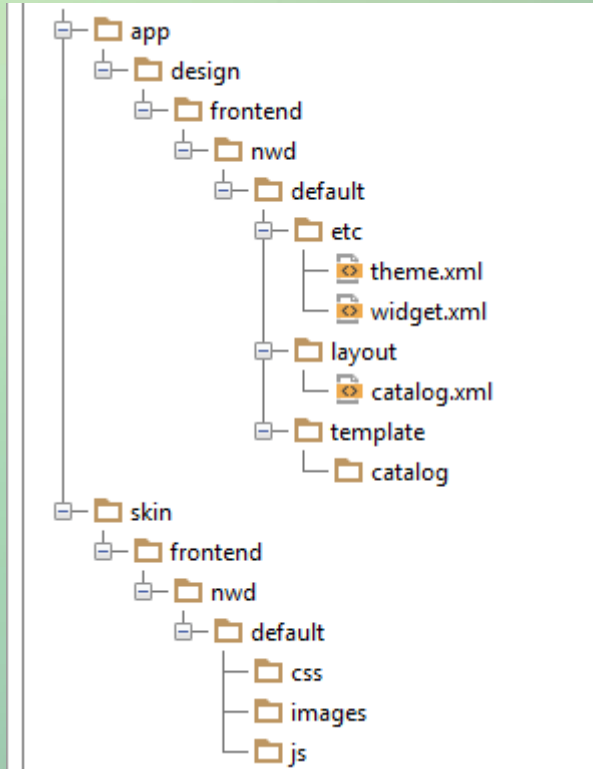 app
design
frontend
nwd
default
etc
theme.xml
widget.xml
layout
catalog.xml
template
catalog
skin
frontend
nwd
default
css
images
js